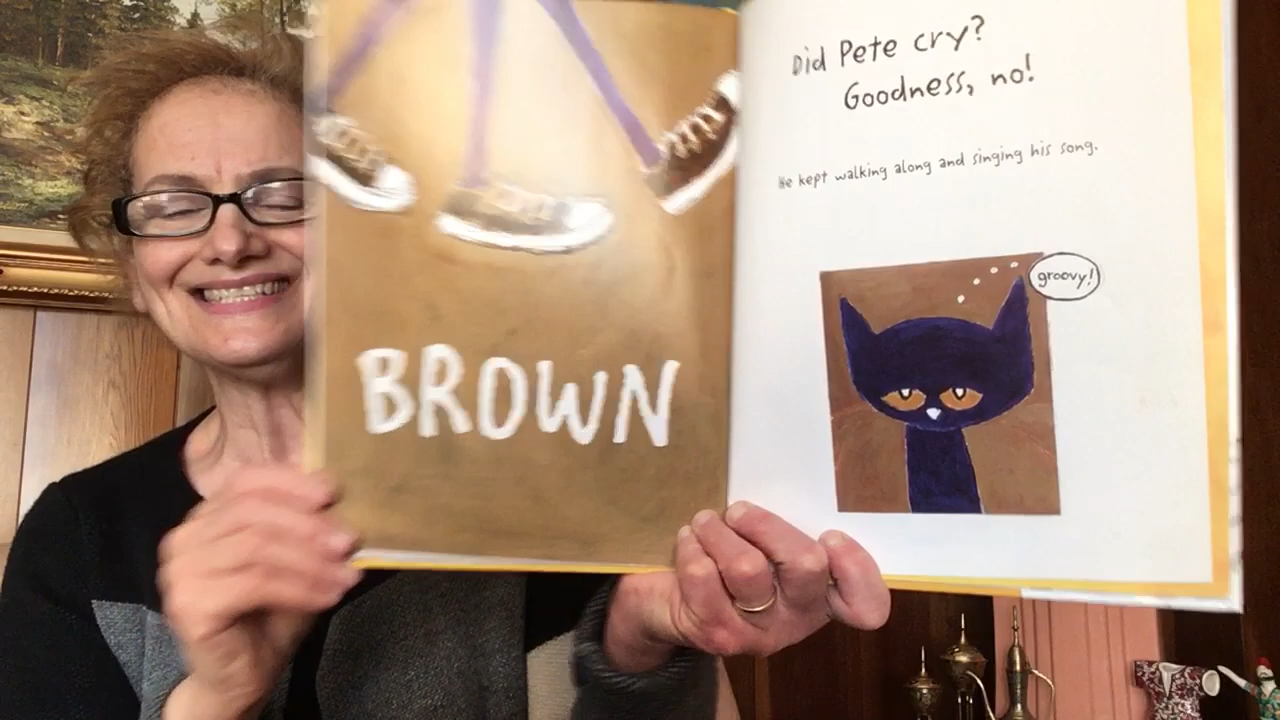 BROWN
Did Pete cry?
Goodness, no!
He kept walking along and singing his song.
groovy!